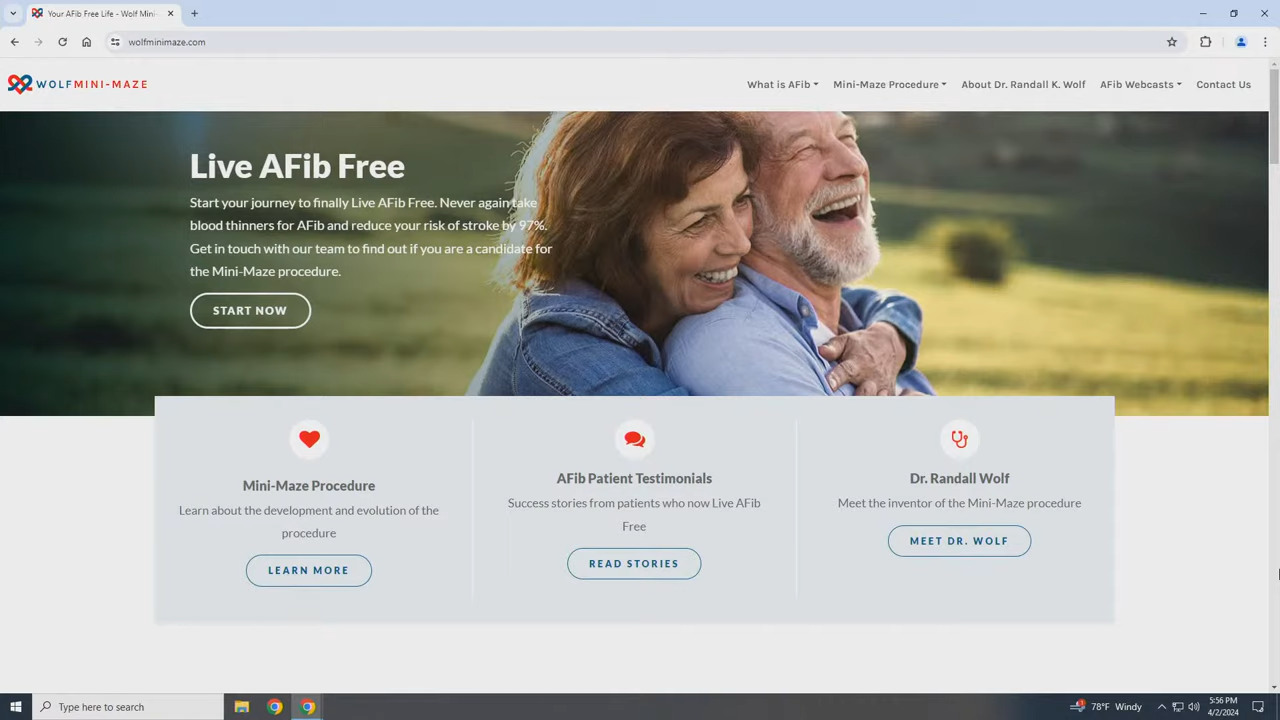 Your AFib Free Life - Wolf Mini-
wolfminimaze.com
WOLFMINI-MAZE
What is AFib
Mini-Maze Procedure
About Dr. Randall K. Wolf
AFib Webcasts
Contact Us
Live AFib Free
Start your journey to finally Live AFib Free. Never again take
blood thinners for AFib and reduce your risk of stroke by 97%.
Get in touch with our team to find out if you are a candidate for
the Mini-Maze procedure.
START NOW
Mini-Maze Procedure
Learn about the development and evolution of the
procedure
LEARN MORE
AFib Patient Testimonials
Success stories from patients who now Live AFib
Free
READ STORIES
Dr. Randall Wolf
Meet the inventor of the Mini-Maze procedure
MEET DR. WOLF
Type here to search
78°F Windy
5:56 PM
4/2/2024